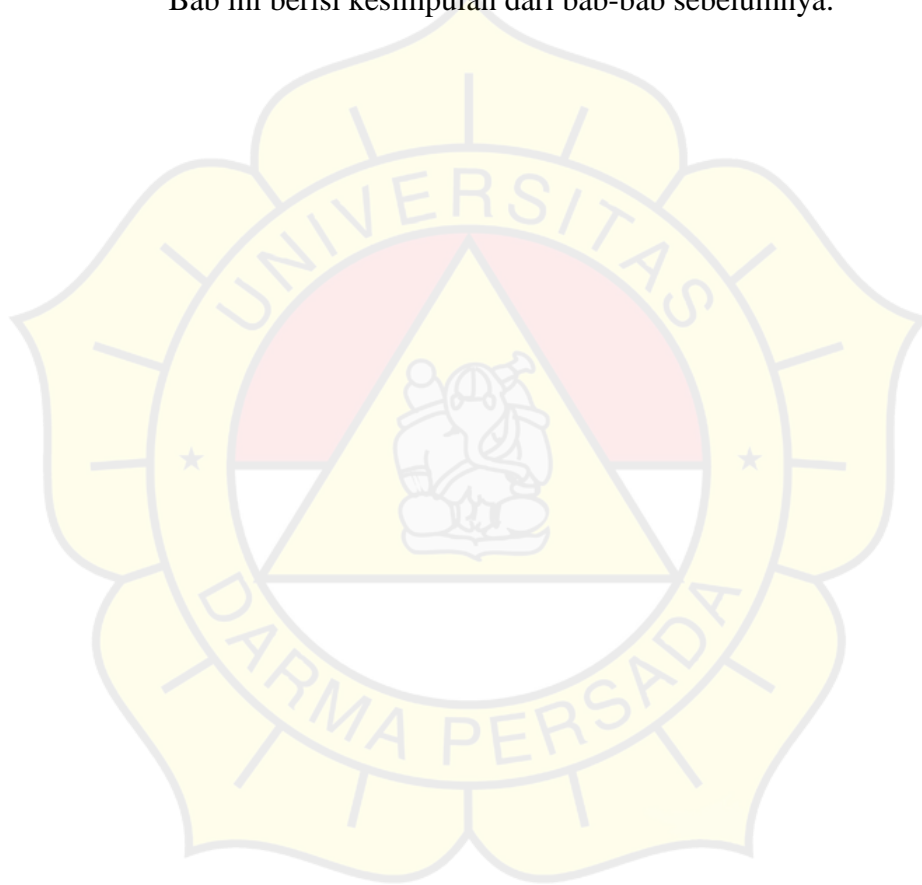 Bab ini berisi kesimpulan dari bab-bab sebelumnya.
UNIVERSITAS
DARMA PERSADA